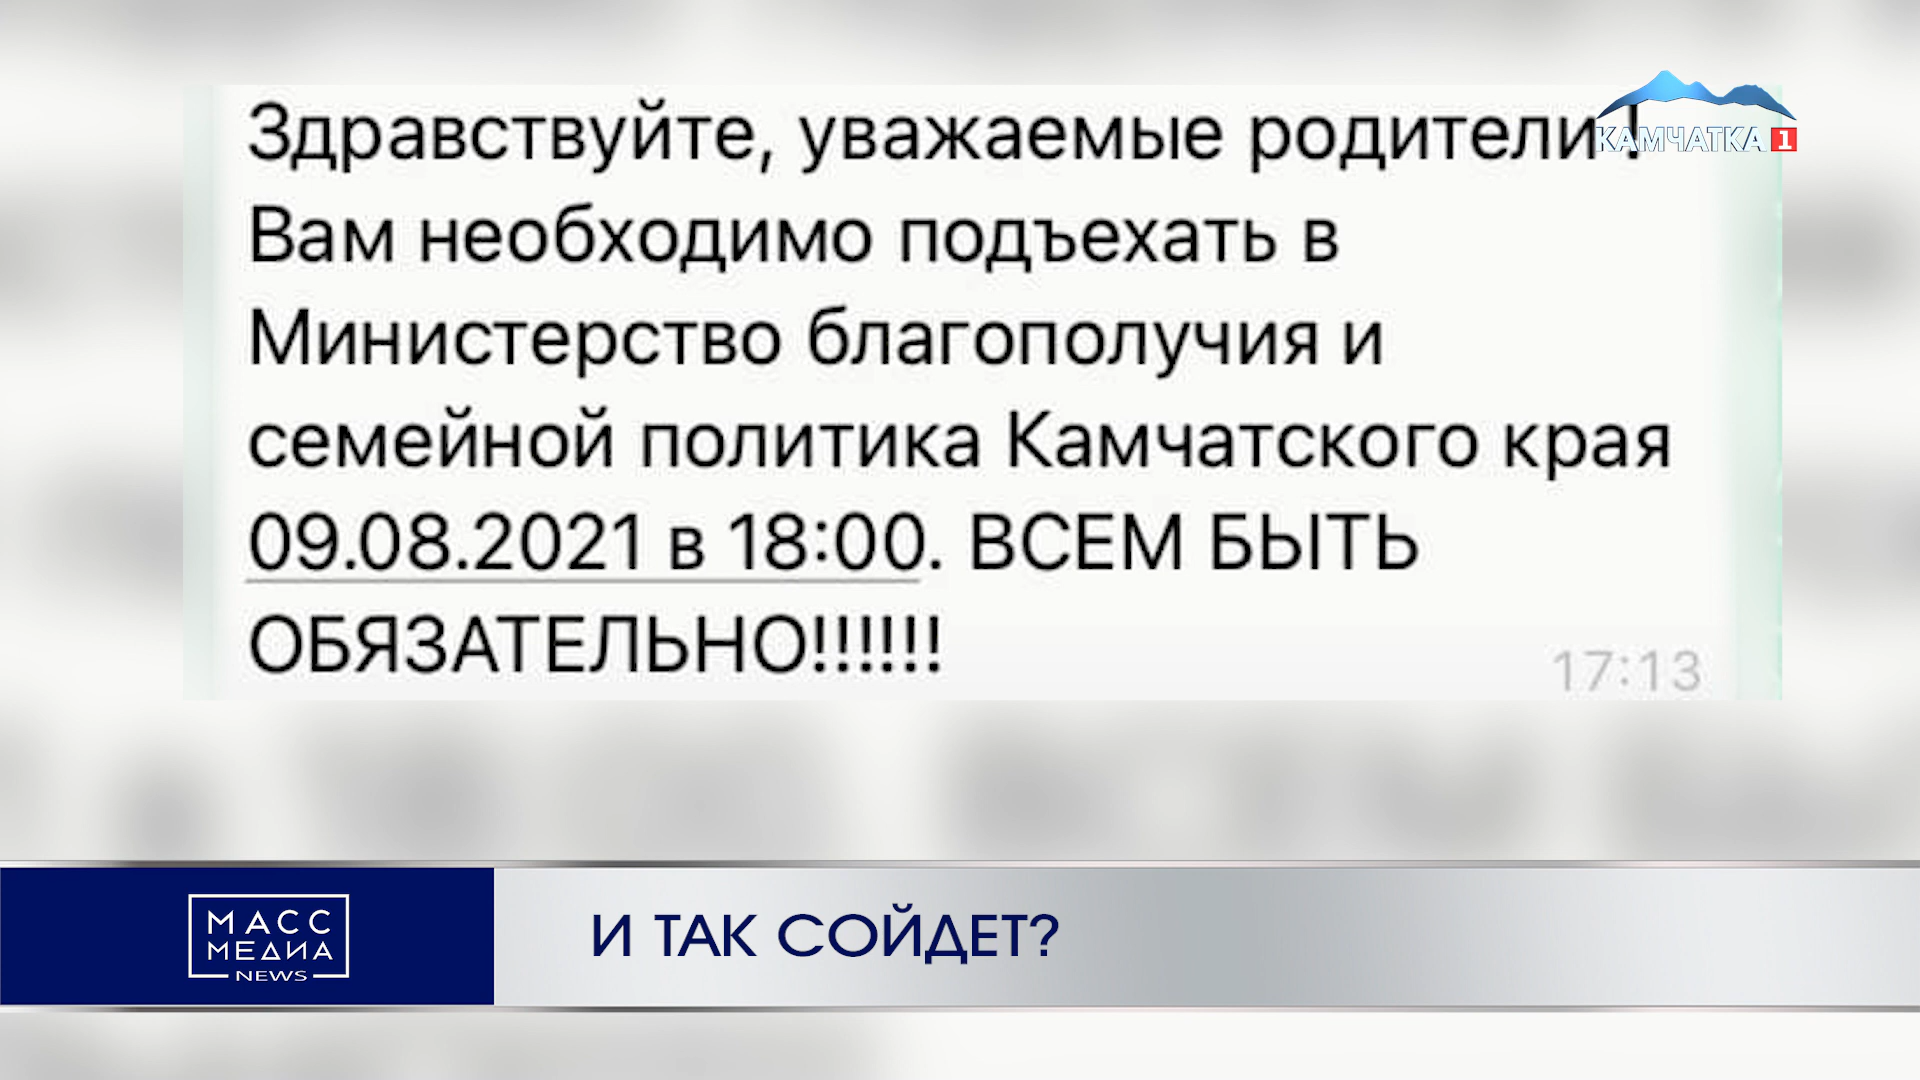 Здравствуйте, уважаемые родители !
КАМЧАТКА 1
Вам необходимо подъехать в
Министерство благополучия и
семейной политика Камчатского края
09.08.2021 в 18:00. ВСЕМ БЫТЬ
ОБЯЗАТЕЛЬНО!!!!!!
17:13
МАСС
МЕДИА
NEWS
И ТАК СОЙДЕТ?